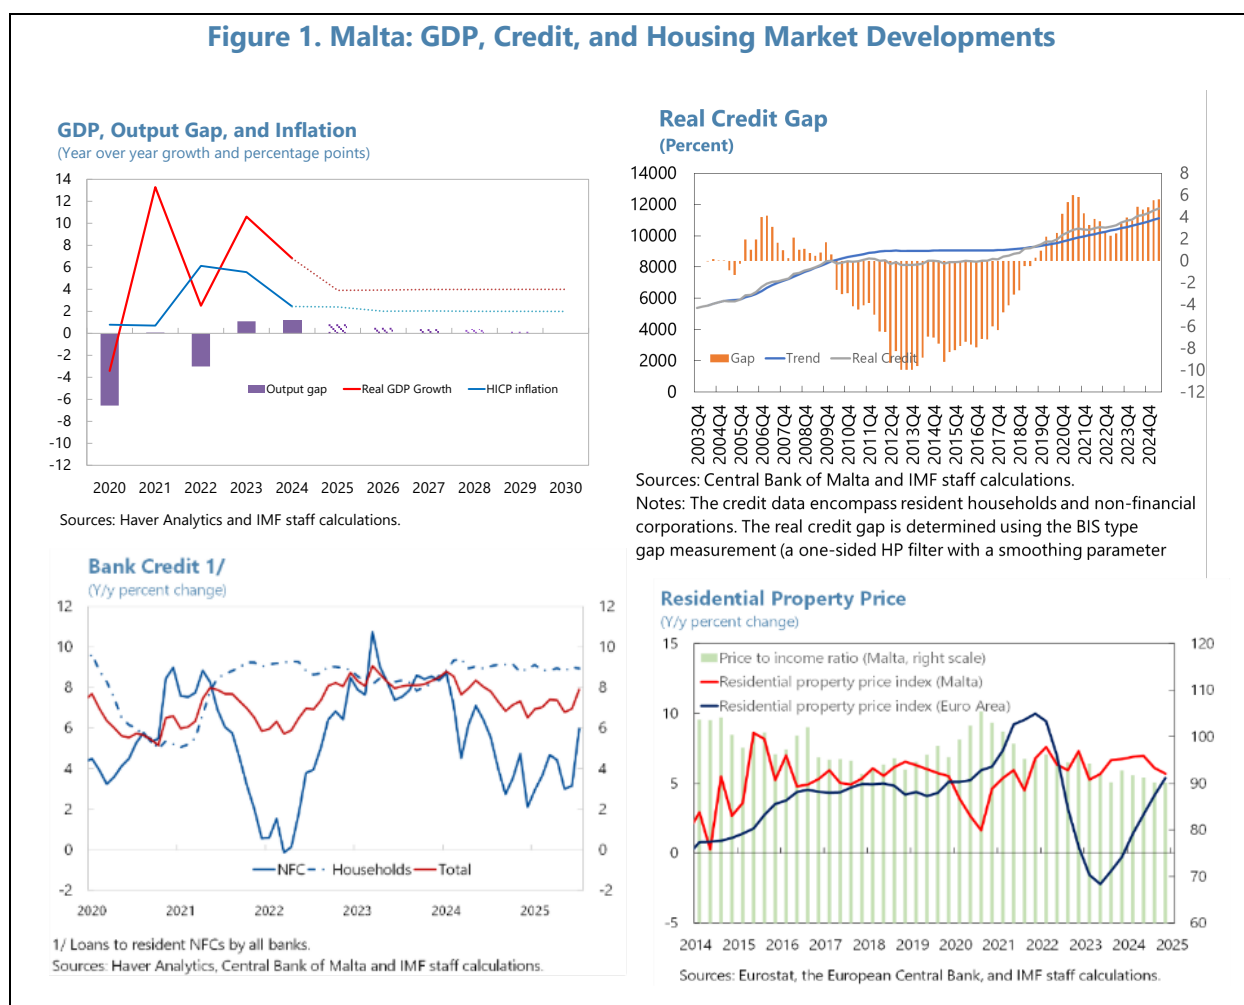 Figure 1. Malta: GDP, Credit, and Housing Market Developments
GDP, Output Gap, and Inflation
(Year over year growth and percentage points)
14
12
10
8
6
4
2
0
-2
-4
-6
-8
-10
-12
Output gap
Real GDP Growth
HICP inflation
2020 2021 2022 2023 2024 2025 2026 2027 2028 2029 2030
Sources: Haver Analytics and IMF staff calculations.
Real Credit Gap
(Percent)
14000
12000
10000
8000
6000
4000
2000
0
8
6
4
2
0
-2
-4
-6
-8
-10
-12
Gap
Trend
Real Credit
2003Q4
2004Q4
2005Q4
2006Q4
2007Q4
2008Q4
2009Q4
2010Q4
2011Q4
2012Q4
2013Q4
2014Q4
2015Q4
2016Q4
2017Q4
2018Q4
2019Q4
2020Q4
2021Q4
2022Q4
2023Q4
2024Q4
Sources: Central Bank of Malta and IMF staff calculations.
Notes: The credit data encompass resident households and non-financial
corporations. The real credit gap is determined using the BIS type
gap measurement (a one-sided HP filter with a smoothing parameter
Bank Credit 1/
(Y/y percent change)
12
10
8
6
4
2
0
-2
12
10
8
6
4
2
0
-2
NFC
Households
Total
2020 2021 2022 2023 2024 2025
1/ Loans to resident NFCs by all banks.
Sources: Haver Analytics, Central Bank of Malta and IMF staff calculations.
Residential Property Price
(Y/y percent change)
15
10
5
0
-5
120
110
100
90
80
70
60
Price to income ratio (Malta, right scale)
Residential property price index (Malta)
Residential property price index (Euro Area)
2014 2015 2016 2017 2018 2019 2020 2021 2022 2023 2024 2025
Sources: Eurostat, the European Central Bank, and IMF staff calculations.